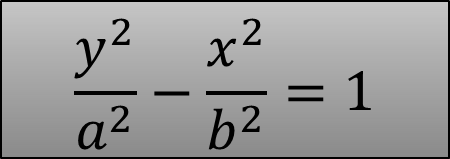 y²/a² − x²/b² = 1